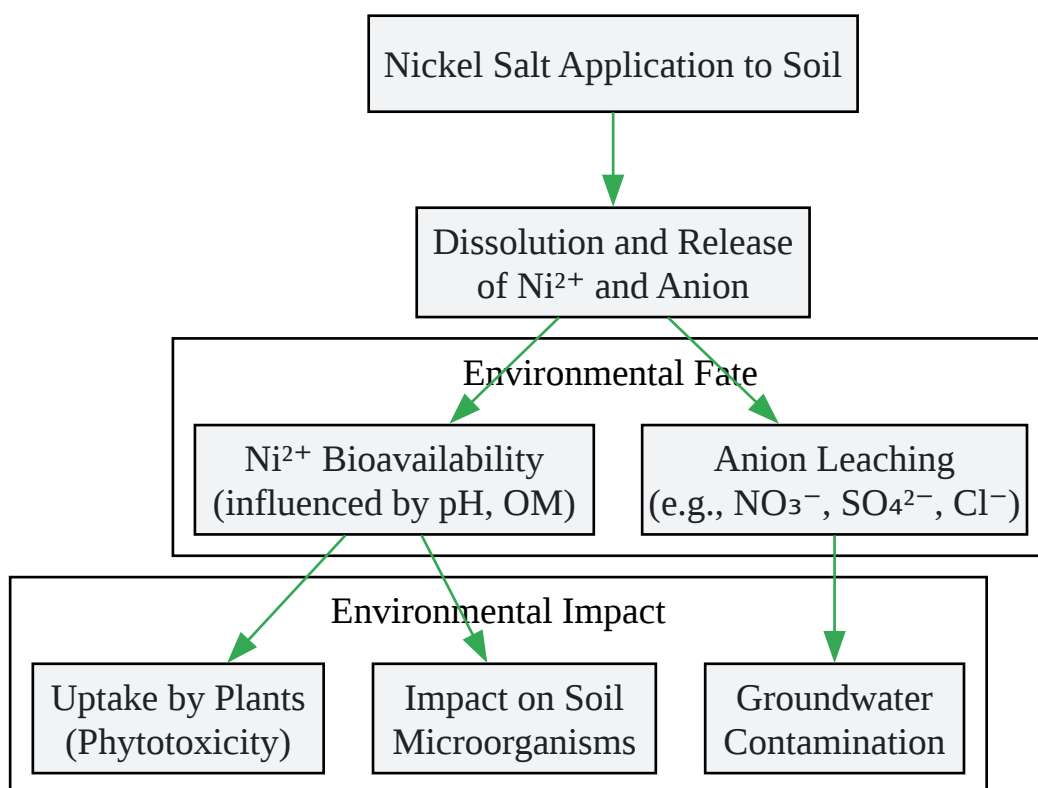 Nickel Salt Application to Soil
Dissolution and Release
of Ni²⁺ and Anion
Environmental Fate
Ni²⁺ Bioavailability
(influenced by pH, OM)
Anion Leaching
(e.g., NO₃⁻, SO₄²⁻, Cl⁻)
Environmental Impact
Uptake by Plants
(Phytotoxicity)
Impact on Soil
Microorganisms
Groundwater
Contamination